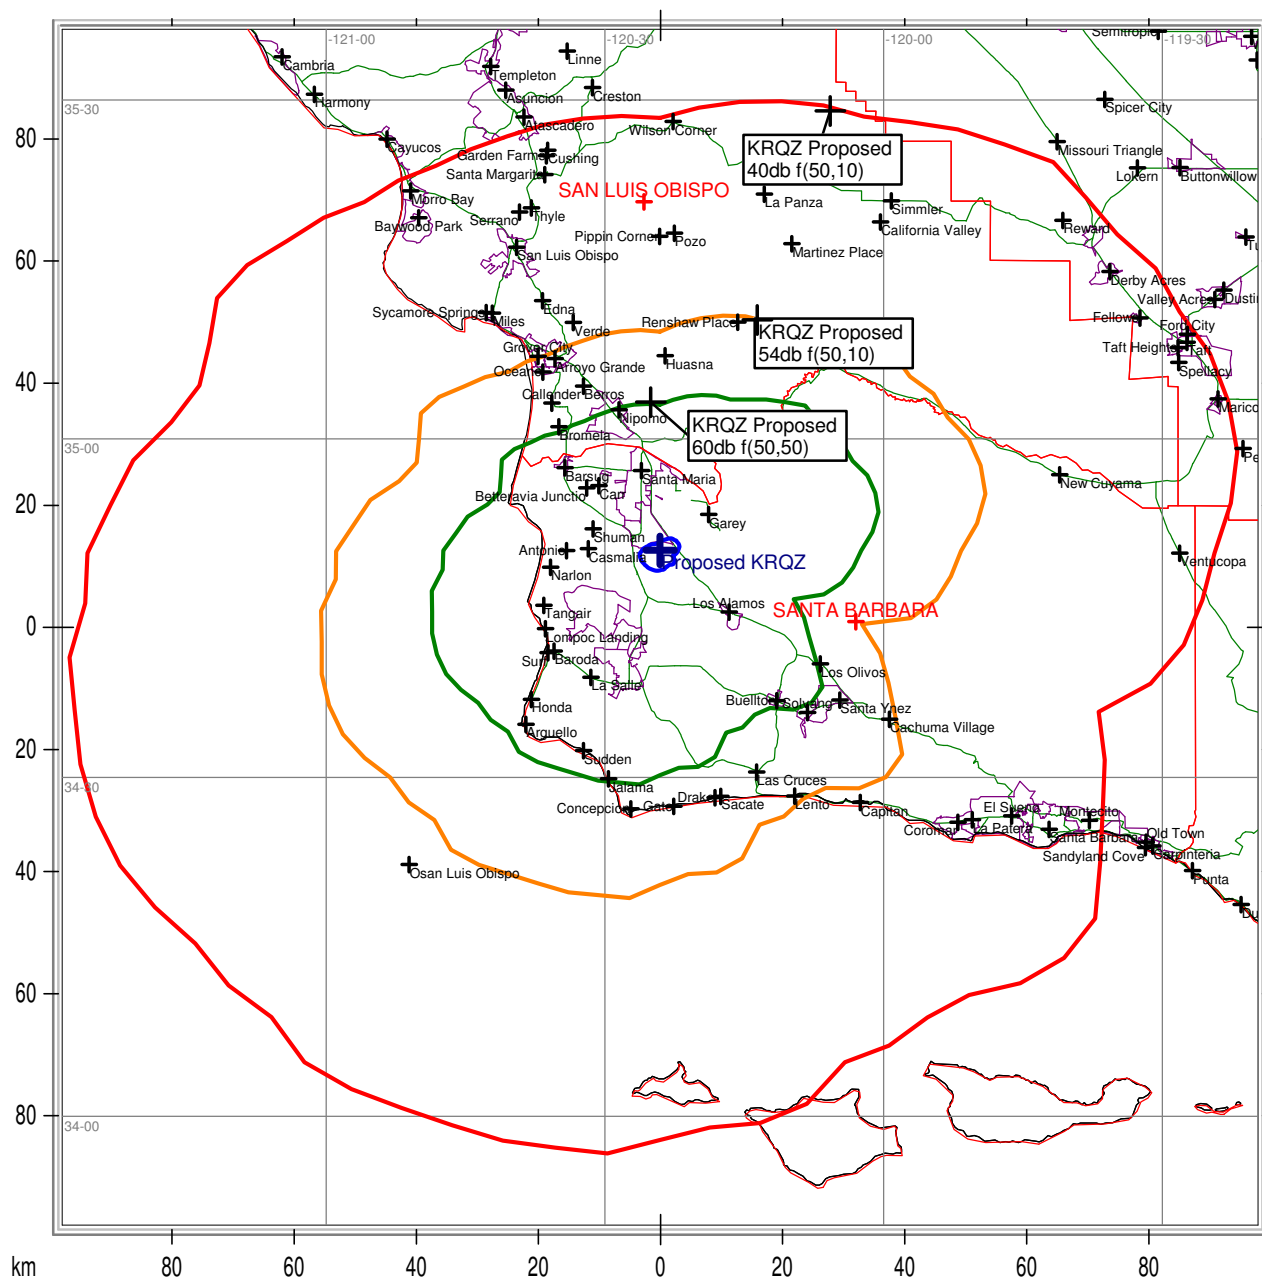 -121-00
-120-30
-120-00
-119-30
Semitropic
Cambria
Linne
Templeton
Asuncion
Creston
Harmony
35-30
Spicer City
Atascadero
Wilson Corner
80
Cayucos
KRQZ Proposed
40db f(50,10)
Missouri Triangle
Garden Farms
Cushing
Santa Margarita
Lokern
Buttonwillow
SAN LUIS OBISPO
Morro Bay
La Panza
Simmler
Serrano
Thyle
Baywood Park
California Valley
Reward
Pippin Corner
Pozo
60
San Luis Obispo
Martinez Place
Derby Acres
Valley Acres
Dustin
Sycamore Springs
Miles
Edna
Verde
Renshaw Place
KRQZ Proposed
54db f(50,10)
Fellows
Ford City
Taft Heights
Taft
Grover City
Oceano
Arroyo Grande
Huasna
Spellacy
40
Callender
Berros
Nipomo
Marico
KRQZ Proposed
60db f(50,50)
Bromela
35-00
Pe
Barsug
Santa Maria
New Cuyama
Betteravia Junctio
Carr
20
Garey
Shuman
Antonio
Casmalia
Proposed KRQZ
Ventucopa
Narlon
Los Alamos
SANTA BARBARA
Tangair
0
Lompoc Landing
Surf
Baroda
Los Olivos
La Salle
Buellton
Solvang
Santa Ynez
Honda
Cachuma Village
Arguello
20
Sudden
Las Cruces
34-30
Jalama
Concepcion
Gato
Drake
Sacate
Lento
Capitan
Coromar
La Patera
El Sueno
Santa Barbara
Montecito
Old Town
Sandyland Cove
Carpinteria
Punta
40
Osan Luis Obispo
Du
60
80
34-00
km
80
60
40
20
0
20
40
60
80